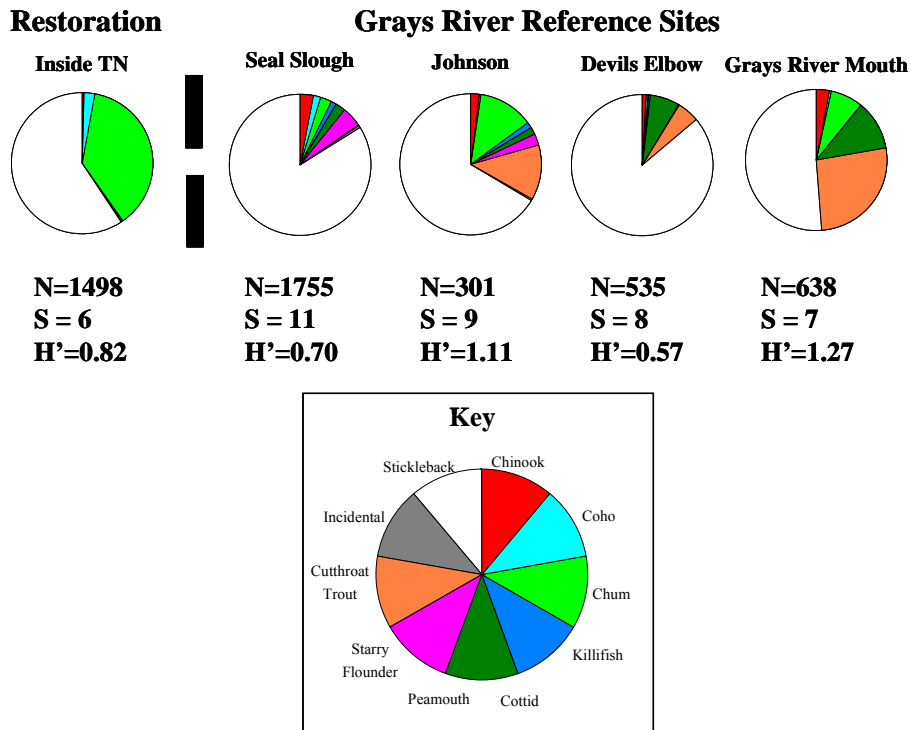 Restoration
Grays River Reference Sites
Inside TN
Seal Slough
Johnson
Devils Elbow
Grays River Mouth
N=1498
S = 6
H’=0.82
N=1755
S = 11
H’=0.70
N=301
S = 9
H’=1.11
N=535
S = 8
H’=0.57
N=638
S = 7
H’=1.27
Key
Chinook
Coho
Chum
Killifish
Cottid
Peamouth
Starry
Flounder
Cutthroat
Trout
Incidental
Stickleback